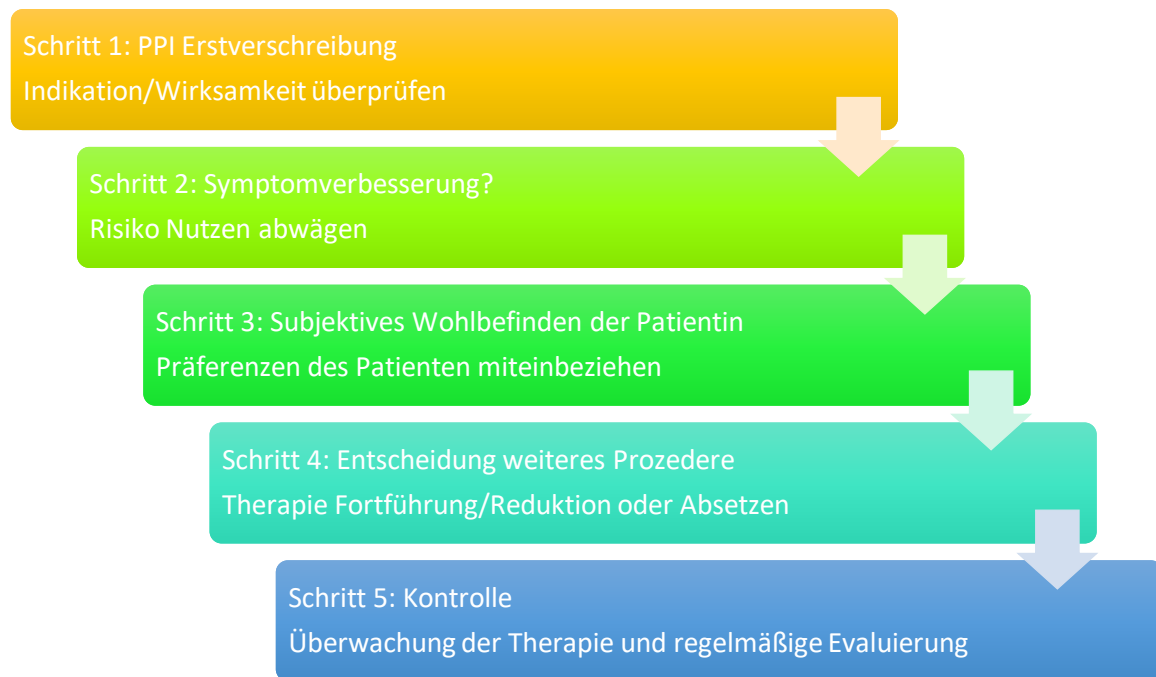 Schritt 1: PPI Erstverschreibung
Indikation/Wirksamkeit überprüfen
Schritt 2: Symptomverbesserung?
Risiko Nutzen abwägen
Schritt 3: Subjektives Wohlbefinden der Patientin
Präferenzen des Patienten miteinbeziehen
Schritt 4: Entscheidung weiteres Prozedere
Therapie Fortführung/Reduktion oder Absetzen
Schritt 5: Kontrolle
Überwachung der Therapie und regelmäßige Evaluierung